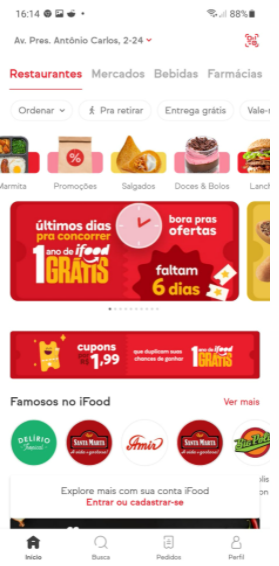 16:14
88%
Av. Pres. Antônio Carlos, 2-24
Restaurantes Mercados Bebidas Farmácias
Ordenar Pra retirar Entrega grátis Vale-
Marmita Promoções Salgados Doces & Bolos Lanch
últimos dias
pra concorrer
1 ano de ifood
GRÁTIS
bora pras
ofertas
faltam
6 dias
cupons
1,99
que duplicam suas
chances de ganhar
1 ano de ifood
GRÁTIS
Famosos no iFood
Ver mais
DELÍRIO
Tropical
SANTA MARTA
Amir
SANTA MARTA
Explore mais com sua conta iFood
Entrar ou cadastrar-se
Início Busca Pedidos Perfil